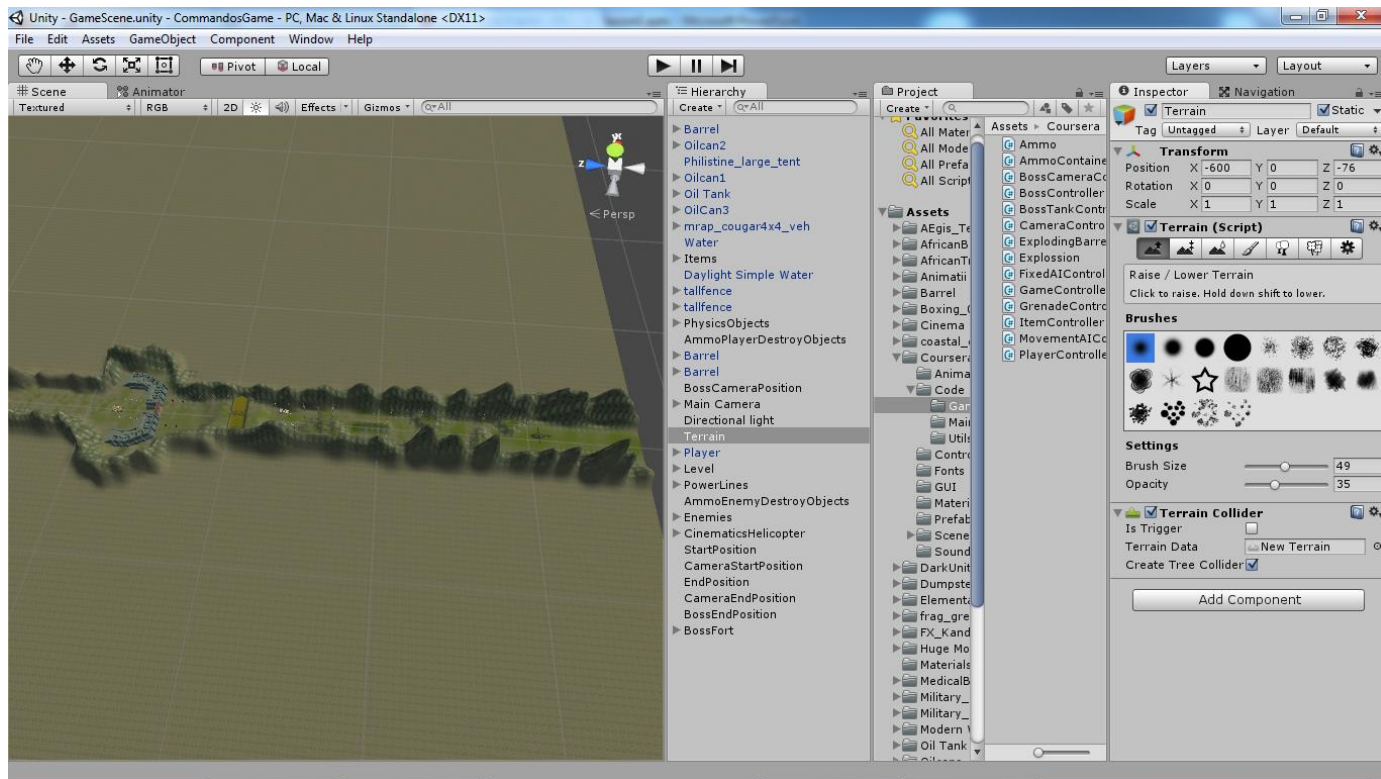 Unity - GameScene.unity - CommandosGame - PC, Mac & Linux Standalone <DX11>
File Edit Assets GameObject Component Window Help
Pivot Local
Layers Layout
Scene Animator
Textured RGB 2D Effects Gizmos All
y x
z
Persp
Hierarchy
Create All
Barrel
Oilcan2
Philistine_large_tent
Oilcan1
Oil Tank
OilCan3
mrap_cougar4x4_veh
Water
Items
Daylight Simple Water
tallfence
tallfence
PhysicsObjects
AmmoPlayerDestroyObjects
Barrel
Barrel
BossCameraPosition
Main Camera
Directional light
Terrain
Player
Level
PowerLines
AmmoEnemyDestroyObjects
Enemies
CinematicsHelicopter
StartPosition
CameraStartPosition
EndPosition
CameraEndPosition
BossEndPosition
BossFort
Project
Create
Favorites
All Mater
All Mode
All Prefa
All Script
Assets
AEgis_Te
AfricanB
AfricanTr
Animatii
Barrel
Boxing_
Cinema
coastal_
Coursera
Anima
Code
Gar
Mai
Utils
Contro
Fonts
GUI
Materi
Prefab
Scene
Sound
DarkUnit
Dumpste
Elementa
frag_gre
FX_Kand
Huge Mo
Materials
MedicalB
Military_
Military_
Modern
Oil Tank
Assets Coursera
Ammo
AmmoContaine
BossCameraCo
BossController
BossTankContr
CameraContro
ExplodingBarre
Explossion
FixedAIControl
GameControlle
GrenadeContro
ItemController
MovementAICo
PlayerControlle
Inspector Navigation
Terrain Static
Tag Untagged Layer Default
Transform
Position X -600 Y 0 Z -76
Rotation X 0 Y 0 Z 0
Scale X 1 Y 1 Z 1
Terrain (Script)
Raise / Lower Terrain
Click to raise. Hold down shift to lower.
Brushes
Settings
Brush Size 49
Opacity 35
Terrain Collider
Is Trigger
Terrain Data New Terrain
Create Tree Collider
Add Component